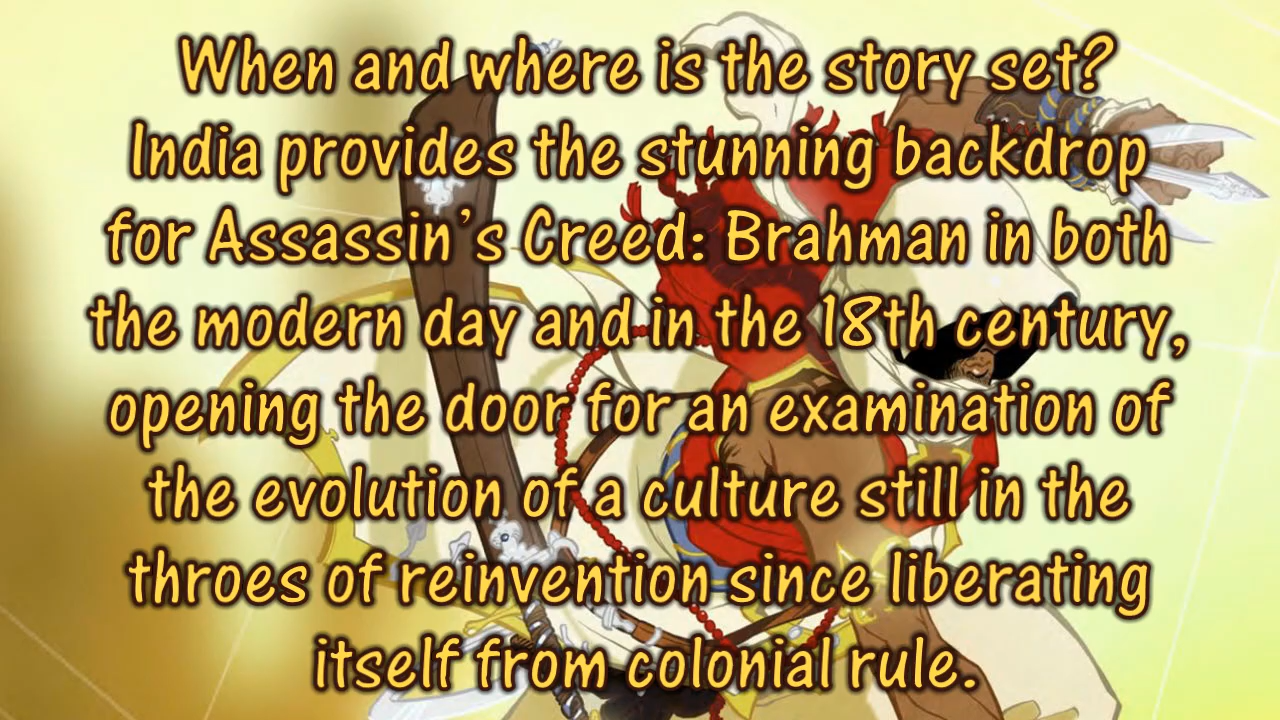 When and where is the story set?
India provides the stunning backdrop
for Assassin's Creed: Brahman in both
the modern day and in the 18th century,
opening the door for an examination of
the evolution of a culture still in the
throes of reinvention since liberating
itself from colonial rule.